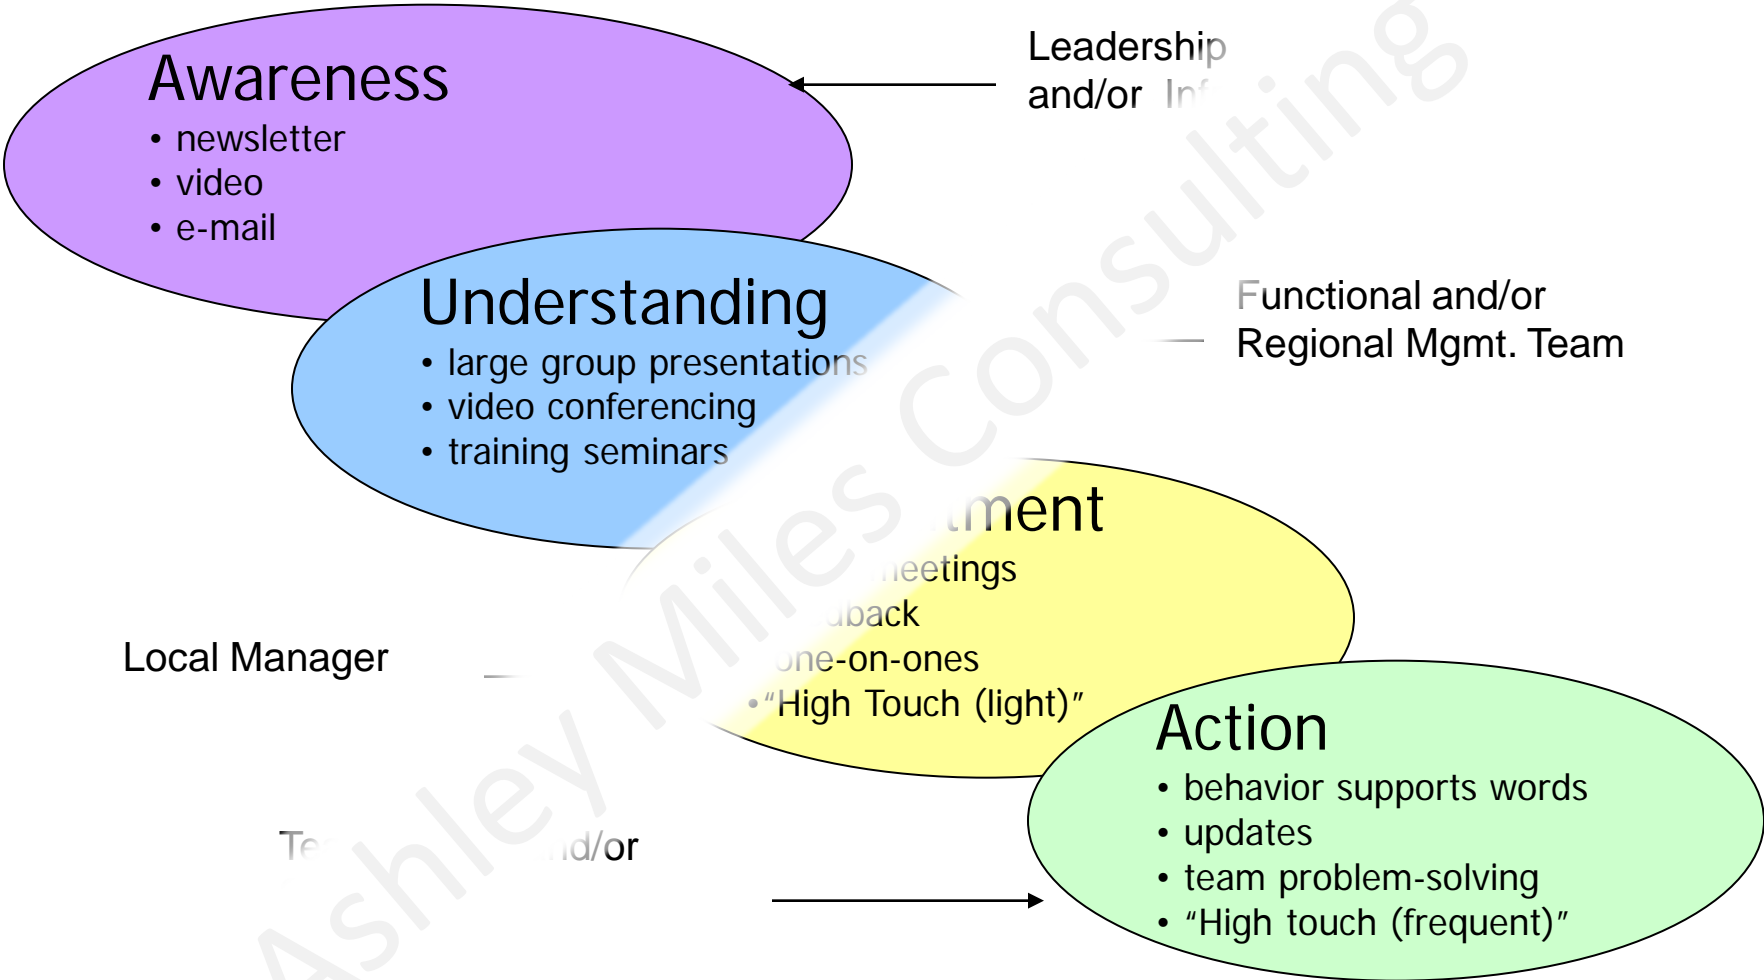 Awareness
• newsletter
• video
• e-mail
Leadership
and/or
Understanding
• large group presentations
• video conferencing
• training seminars
Functional and/or
Regional Mgmt. Team
one-on-ones
•“High Touch (light)”
Local Manager
Action
• behavior supports words
• updates
• team problem-solving
• “High touch (frequent)”
Ashley Miles Consulting